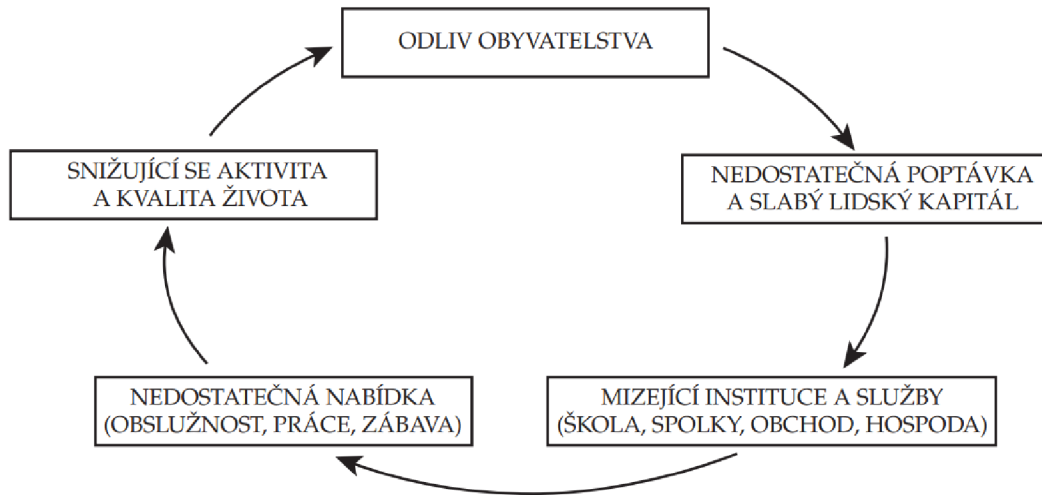 ODLIV OBYVATELSTVA
NEDOSTATEČNÁ POPTÁVKA
A SLABÝ LIDSKÝ KAPITÁL
MIZEJÍCÍ INSTITUCE A SLUŽBY
(ŠKOLA, SPOLKY, OBCHOD, HOSPODA)
NEDOSTATEČNÁ NABÍDKA
(OBSLUŽNOST, PRÁCE, ZÁBAVA)
SNIŽUJÍCÍ SE AKTIVITA
A KVALITA ŽIVOTA